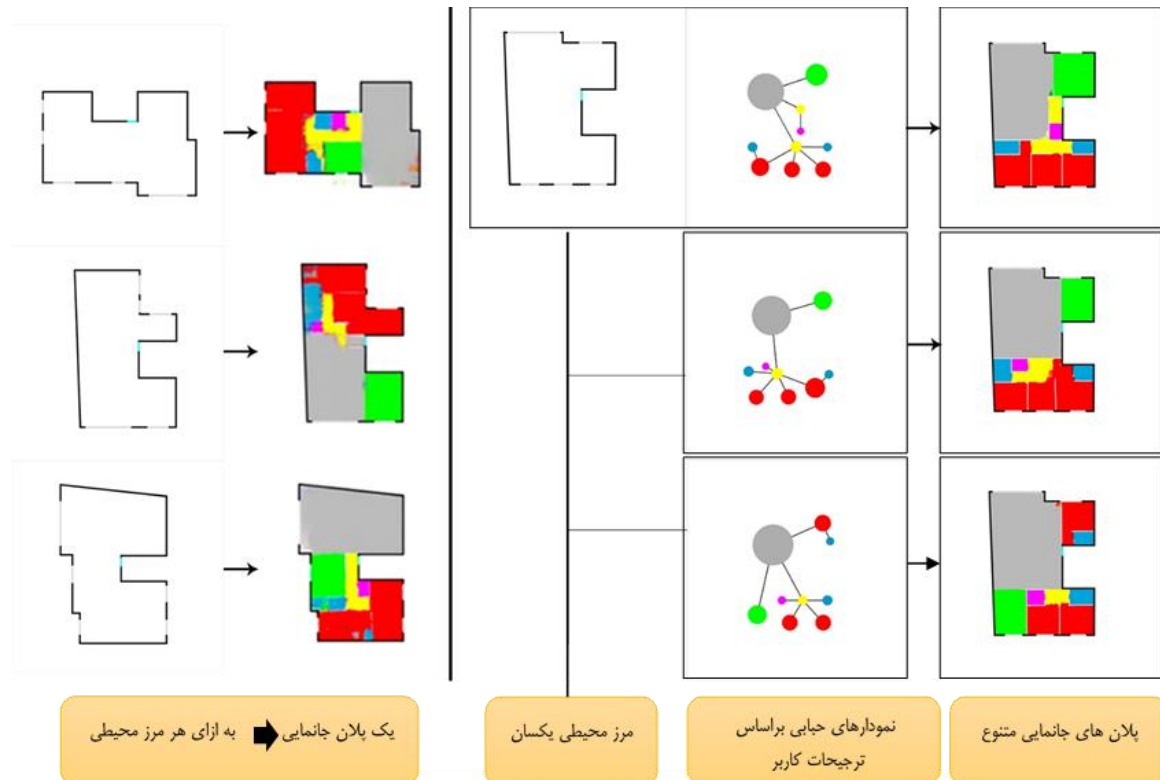 به ازای هر مرز محیطی
یک پلان جانمایی
مرز محیطی یکسان
نمودارهای حبابی براساس
ترجیحات کاربر
پلان های جانمایی متنوع